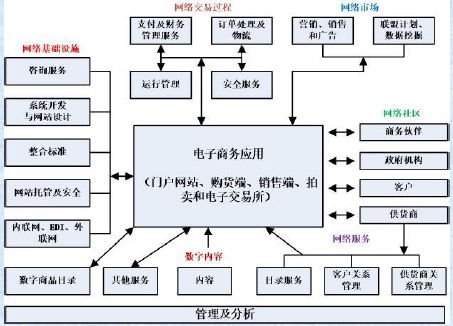 网络交易过程
网络市场
支付及财务
管理服务
订单处理及
物流
营销、销售
和广告
联盟计划、
数据挖掘
网络基础设施
咨询服务
运行管理
安全服务
系统开发
与网站设计
网络社区
电子商务应用
（门户网站、购货端、销售端、拍
卖和电子交易所）
商务伙伴
整合标准
政府机构
网站托管及安全
客户
内联网、EDI、外
联网
供货商
数字内容
网络服务
数字商品目录
其他服务
内容
目录服务
客户关系
管理
供货商关
系管理
管理及分析